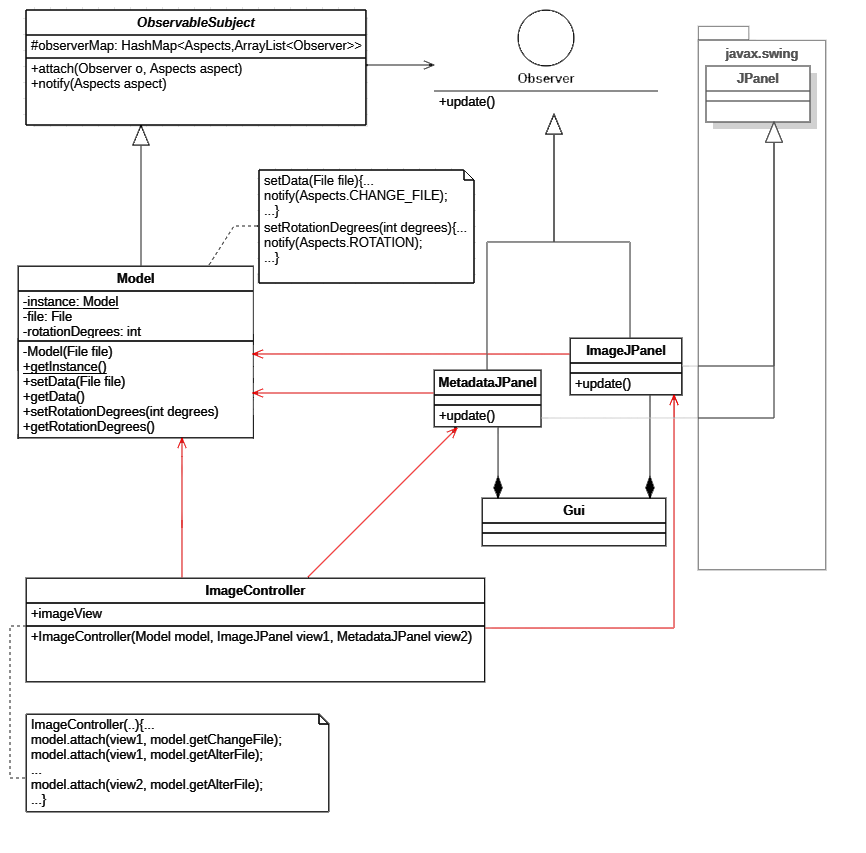 ObservableSubject
#observerMap: HashMap<Aspects,ArrayList<Observer>>
+attach(Observer o, Aspects aspect)
+notify(Aspects aspect)
Observer
+update()
javax.swing
JPanel
setData(File file){...
notify(Aspects.CHANGE_FILE);
...}
setRotationDegrees(int degrees){...
notify(Aspects.ROTATION);
...}
Model
-instance: Model
-file: File
-rotationDegrees: int
-Model(File file)
+getInstance()
+setData(File file)
+getData()
+setRotationDegrees(int degrees)
+getRotationDegrees()
ImageJPanel
+update()
MetadataJPanel
+update()
Gui
ImageController
+imageView
+ImageController(Model model, ImageJPanel view1, MetadataJPanel view2)
ImageController(..){...
model.attach(view1, model.getChangeFile);
model.attach(view1, model.getAlterFile);
...
model.attach(view2, model.getAlterFile);
...}